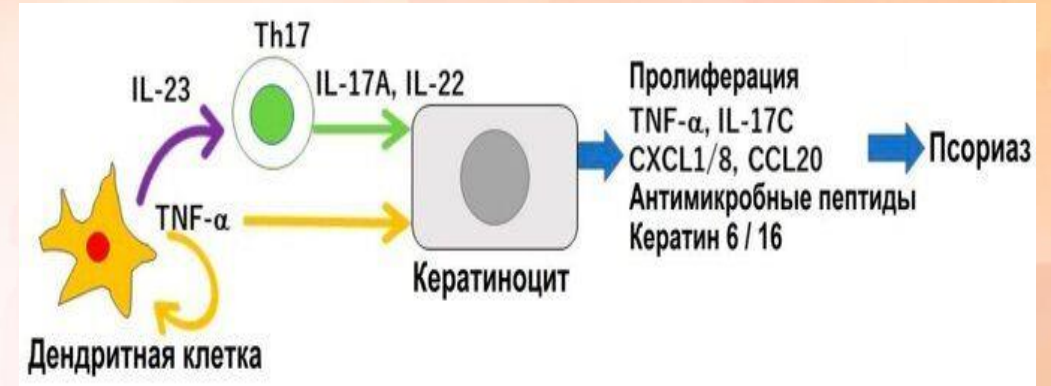 Th17
IL-23
IL-17A, IL-22
TNF-α
Дендритная клетка
Кератиноцит
Пролиферация
TNF-α, IL-17C
CXCL1/8, CCL20
Антимикробные пептиды
Кератин 6 / 16
Псориаз